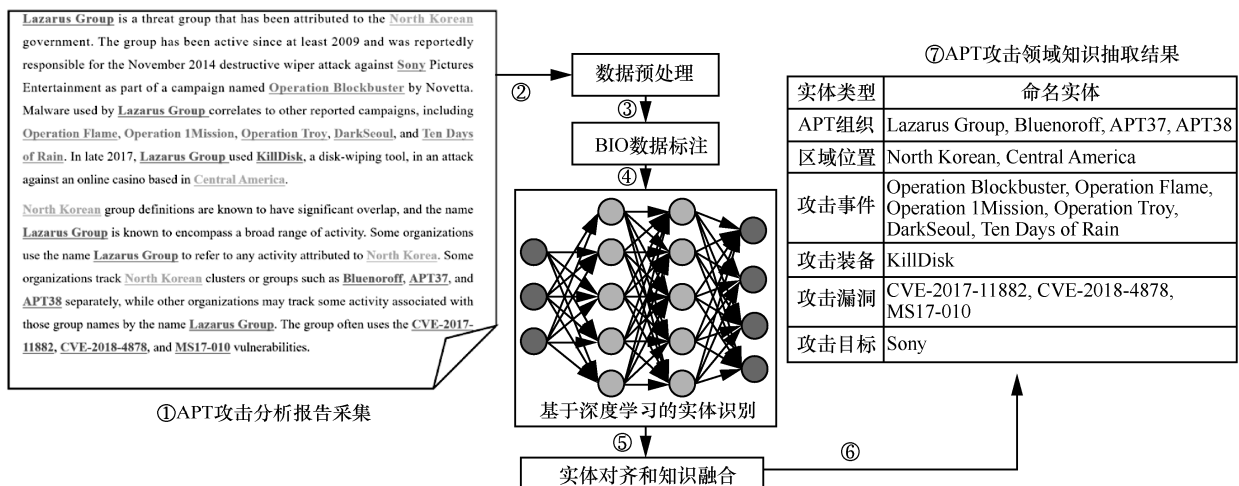 Lazarus Group is a threat group that has been attributed to the North Korean
government. The group has been active since at least 2009 and was reportedly
responsible for the November 2014 destructive wiper attack against Sony Pictures
Entertainment as part of a campaign named Operation Blockbuster by Novetta.
Malware used by Lazarus Group correlates to other reported campaigns, including
Operation Flame, Operation 1Mission, Operation Troy, DarkSeoul, and Ten Days
of Rain. In late 2017, Lazarus Group used KillDisk, a disk-wiping tool, in an attack
against an online casino based in Central America.
North Korean group definitions are known to have significant overlap, and the name
Lazarus Group is known to encompass a broad range of activity. Some organizations
use the name Lazarus Group to refer to any activity attributed to North Korea. Some
organizations track North Korean clusters or groups such as Bluenoroff, APT37, and
APT38 separately, while other organizations may track some activity associated with
those group names by the name Lazarus Group. The group often uses the CVE-2017-
11882, CVE-2018-4878, and MS17-010 vulnerabilities.
①APT攻击分析报告采集
②
数据预处理
③
BIO数据标注
④
基于深度学习的实体识别
⑤
实体对齐和知识融合
⑥
⑦APT攻击领域知识抽取结果
实体类型 命名实体
APT组织 Lazarus Group, Bluenoroff, APT37, APT38
区域位置 North Korean, Central America
攻击事件 Operation Blockbuster, Operation Flame,
Operation 1Mission, Operation Troy,
DarkSeoul, Ten Days of Rain
攻击装备 KillDisk
攻击漏洞 CVE-2017-11882, CVE-2018-4878,
MS17-010
攻击目标 Sony